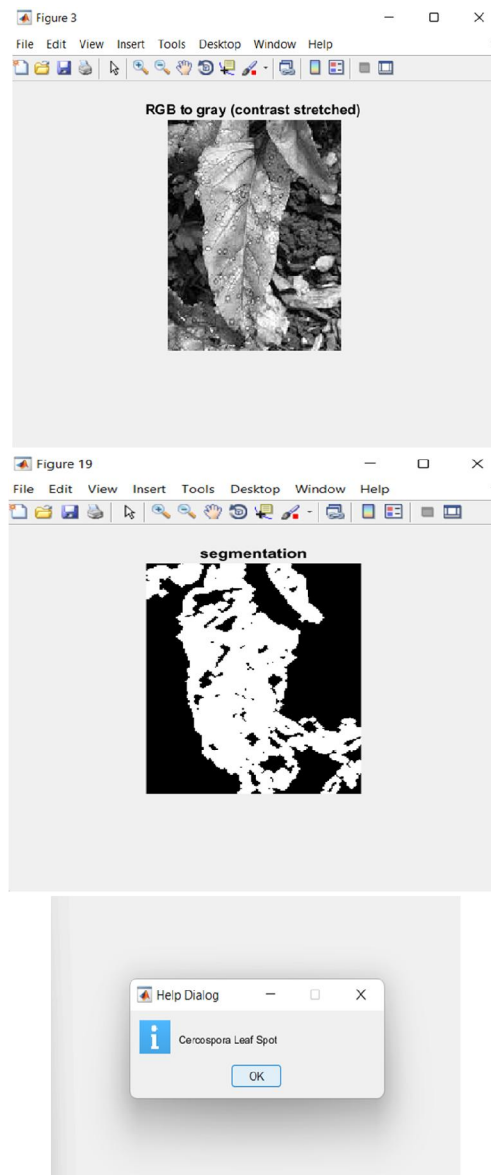 Figure 3
File Edit View Insert Tools Desktop Window Help
RGB to gray (contrast stretched)
Figure 19
File Edit View Insert Tools Desktop Window Help
segmentation
Help Dialog
Cercospora Leaf Spot
OK